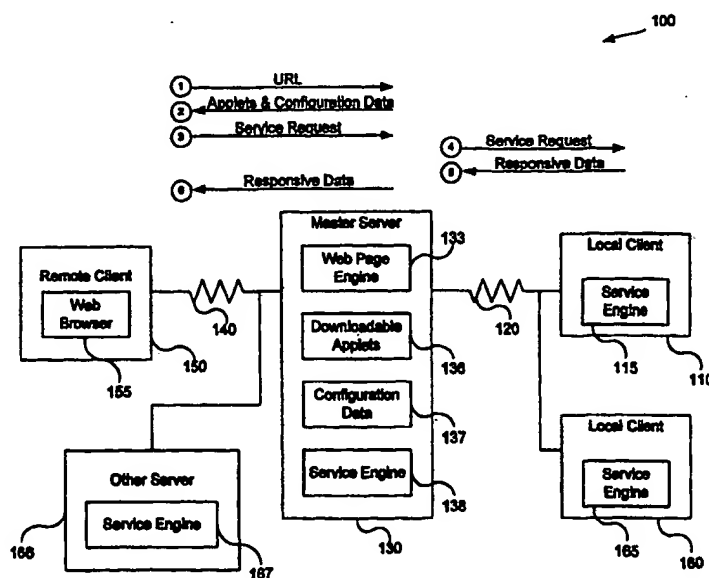 100
1 URL
2 Applets & Configuration Data
3 Service Request
4 Service Request
5 Responsive Data
6 Responsive Data
Master Server
133
Web Page
Engine
Remote Client
Web
Browser
140
150
155
Downloadable
Applets
136
Configuration
Data
137
Service Engine
138
130
120
Local Client
Service
Engine
115
110
Local Client
Service
Engine
165
160
Other Server
Service Engine
166
167